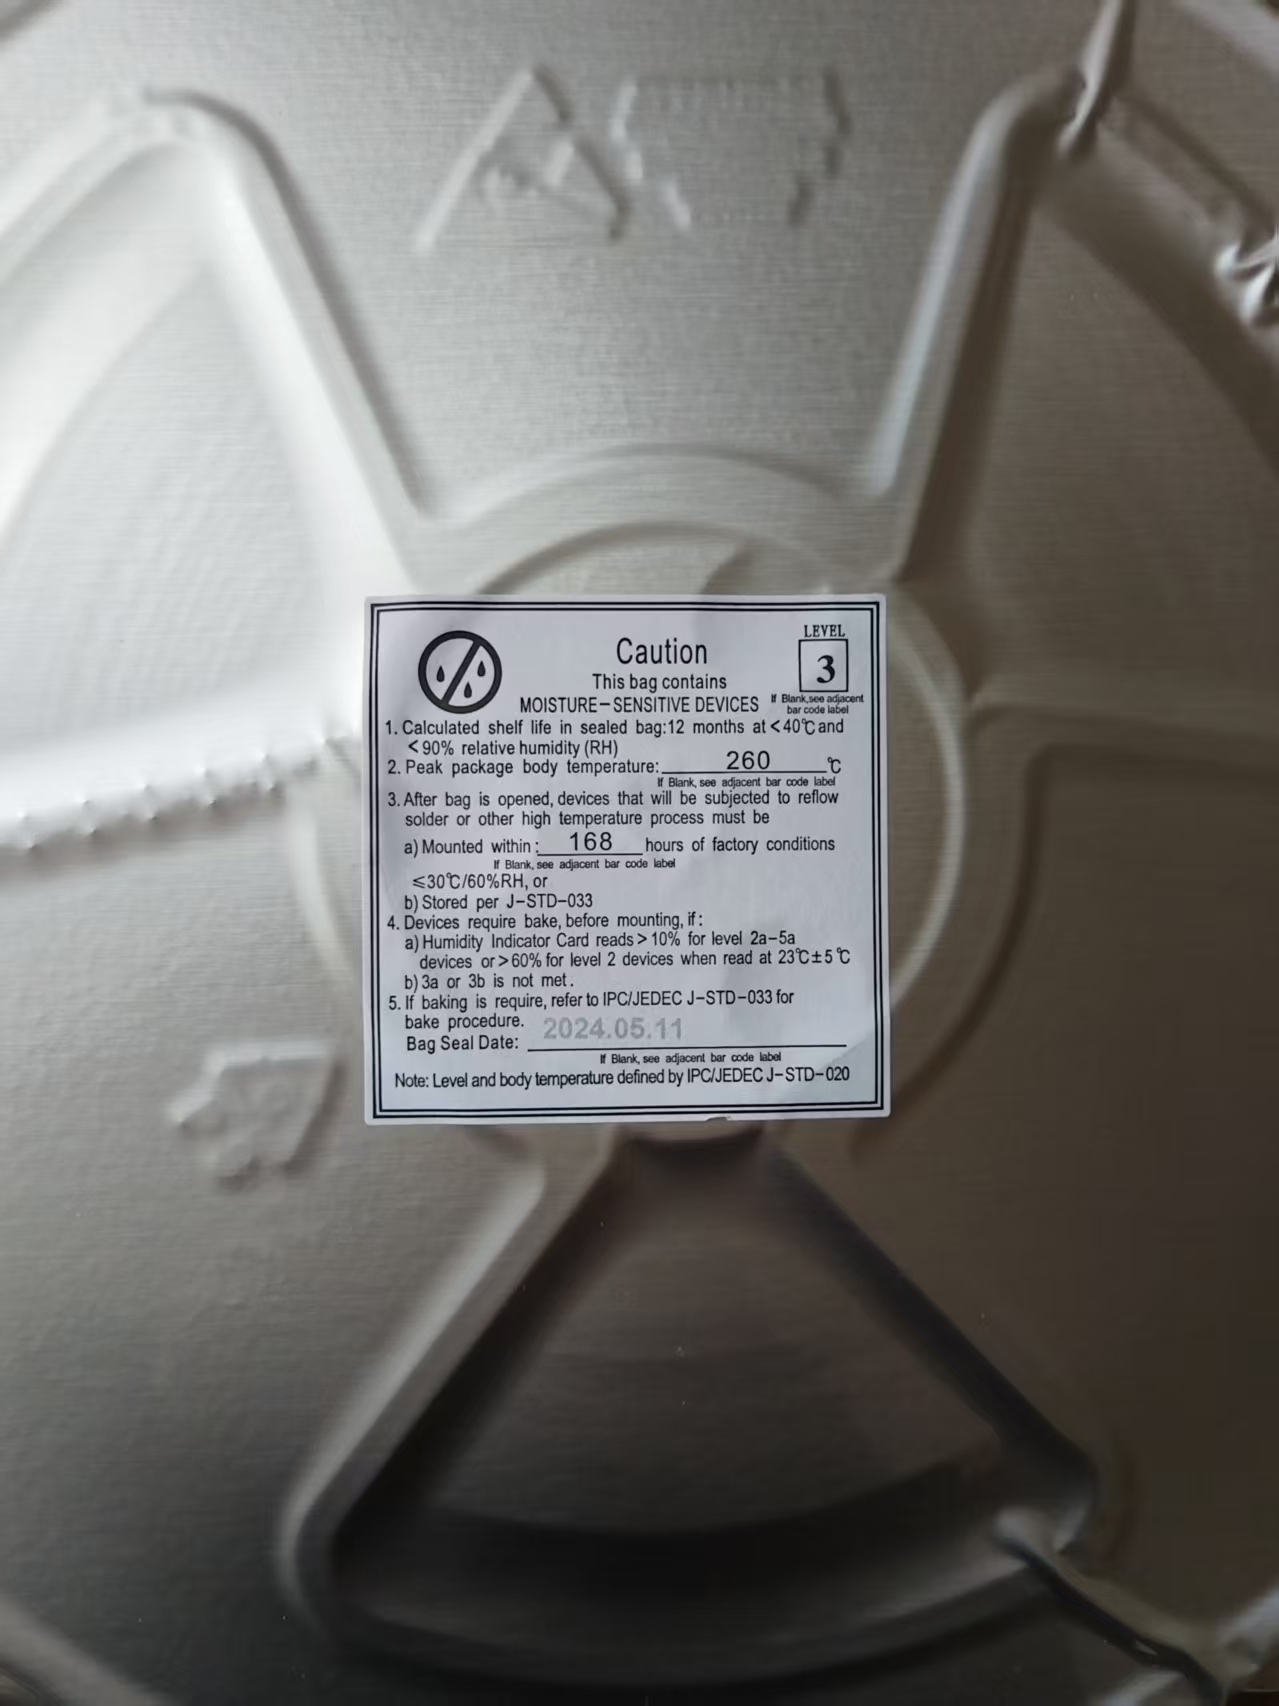 LEVEL
3
If Blank,see adjacent
bar code label
Caution
This bag contains
MOISTURE-SENSITIVE DEVICES
1. Calculated shelf life in sealed bag:12 months at <40℃ and
<90% relative humidity (RH)
2. Peak package body temperature: 260 ℃
If Blank, see adjacent bar code label
3. After bag is opened, devices that will be subjected to reflow
solder or other high temperature process must be
a) Mounted within: 168 hours of factory conditions
If Blank, see adjacent bar code label
≤30℃/60%RH, or
b) Stored per J-STD-033
4. Devices require bake, before mounting, if:
a) Humidity Indicator Card reads > 10% for level 2a-5a
devices or >60% for level 2 devices when read at 23℃±5℃
b) 3a or 3b is not met.
5. If baking is require, refer to IPC/JEDEC J-STD-033 for
bake procedure.
Bag Seal Date: 2024.05.11
If Blank, see adjacent bar code label
Note: Level and body temperature defined by IPC/JEDEC J-STD-020